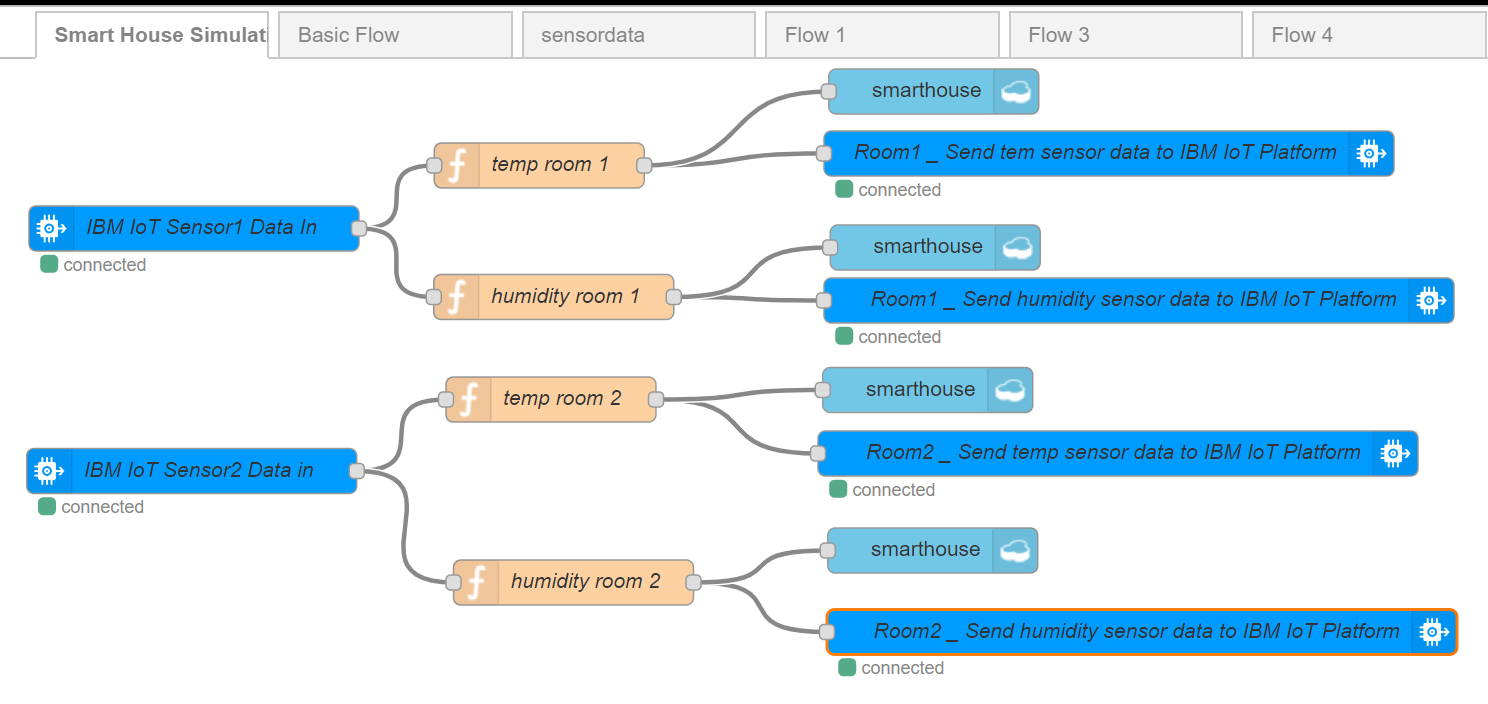 Smart House Simulati
Basic Flow
sensordata
Flow 1
Flow 3
Flow 4
smarthouse
temp room 1
Room1 _ Send tem sensor data to IBM IoT Platform
connected
IBM IoT Sensor1 Data In
connected
smarthouse
humidity room 1
Room1 _ Send humidity sensor data to IBM IoT Platform
connected
smarthouse
temp room 2
Room2 _ Send temp sensor data to IBM IoT Platform
connected
IBM IoT Sensor2 Data in
connected
smarthouse
humidity room 2
Room2 _ Send humidity sensor data to IBM IoT Platform
connected